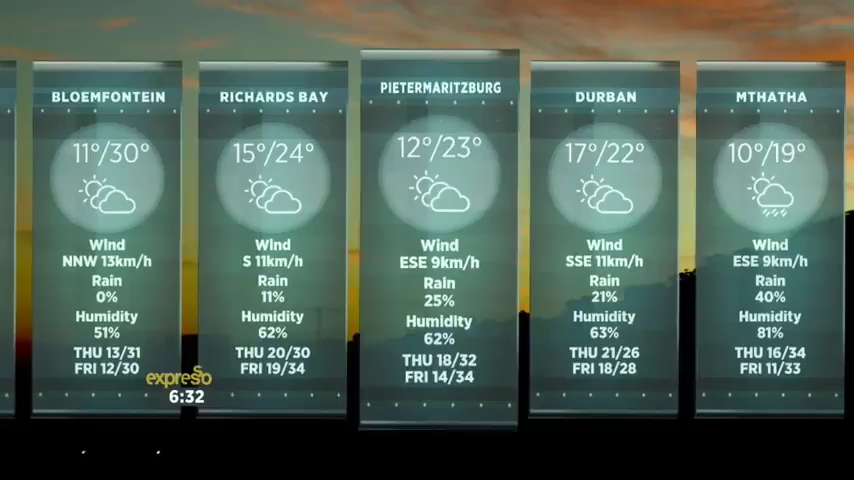 BLOEMFONTEIN
11°/30°
Wind
NNW 13km/h
Rain
0%
Humidity
51%
THU 13/31
FRI 12/30
RICHARDS BAY
15°/24°
Wind
S 11km/h
Rain
11%
Humidity
62%
THU 20/30
FRI 19/34
PIETERMARITZBURG
12°/23°
Wind
ESE 9km/h
Rain
25%
Humidity
62%
THU 18/32
FRI 14/34
DURBAN
17°/22°
Wind
SSE 11km/h
Rain
21%
Humidity
63%
THU 21/26
FRI 18/28
MTHATHA
10°/19°
Wind
ESE 9km/h
Rain
40%
Humidity
81%
THU 16/34
FRI 11/33
expresso
6:32